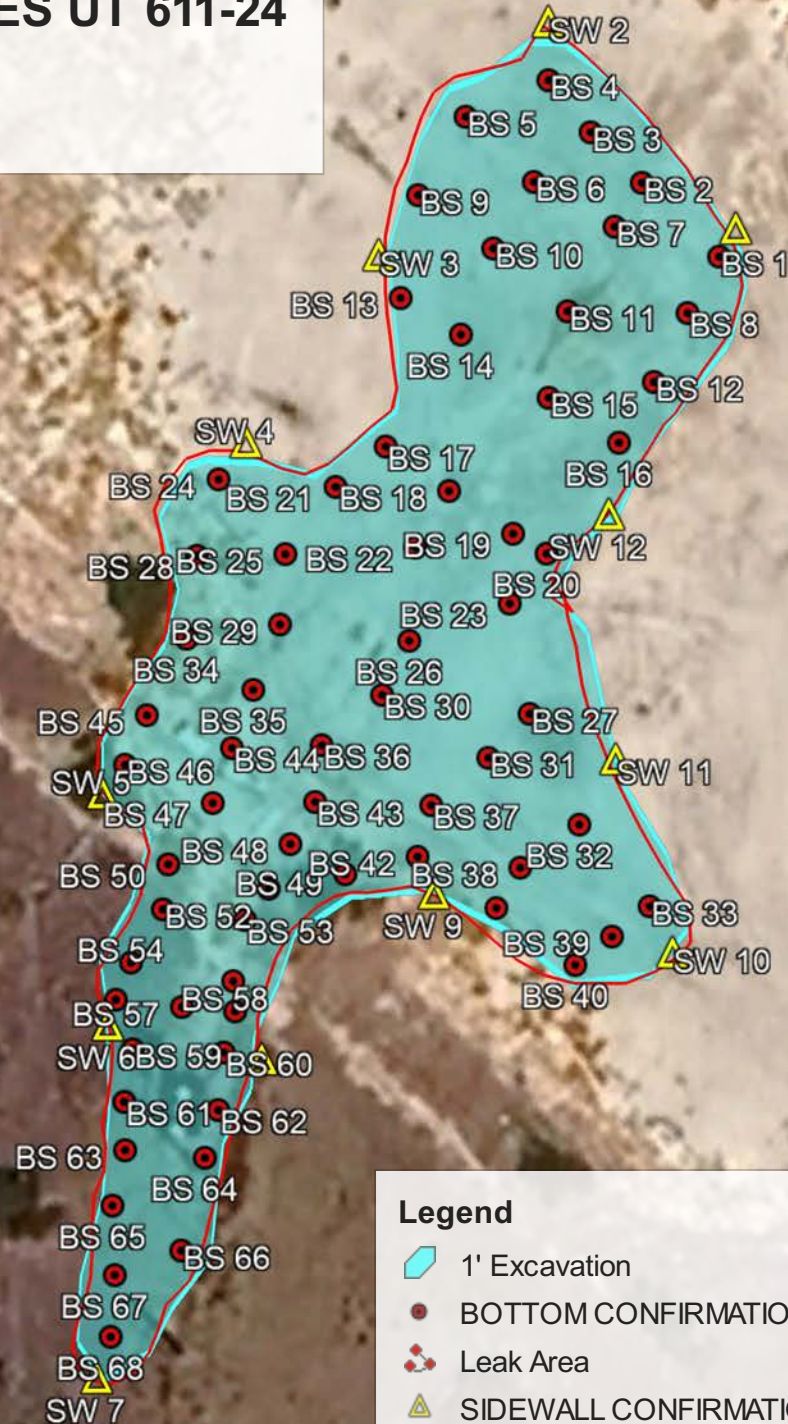 ES UT 611-24
SW 2
BS 4
BS 5
BS 3
BS 6
BS 2
BS 9
BS 7
BS 10
SW 3
BS 1
BS 13
BS 11
BS 8
BS 14
BS 12
BS 15
SW 4
BS 17
BS 16
BS 24
BS 21
BS 18
BS 19
SW 12
BS 28
BS 25
BS 22
BS 20
BS 23
BS 29
BS 34
BS 26
BS 30
BS 45
BS 35
BS 27
BS 44
BS 36
BS 31
BS 46
SW 11
SW 5
BS 47
BS 43
BS 37
BS 48
BS 32
BS 42
BS 50
BS 49
BS 38
BS 52
BS 33
SW 9
BS 53
BS 39
BS 54
SW 10
BS 40
BS 58
BS 57
SW 6
BS 59
BS 60
BS 61
BS 62
BS 63
BS 64
BS 65
BS 66
BS 67
BS 68
SW 7
Legend
1' Excavation
BOTTOM CONFIRMATIO
Leak Area
SIDEWALL CONFIRMATI